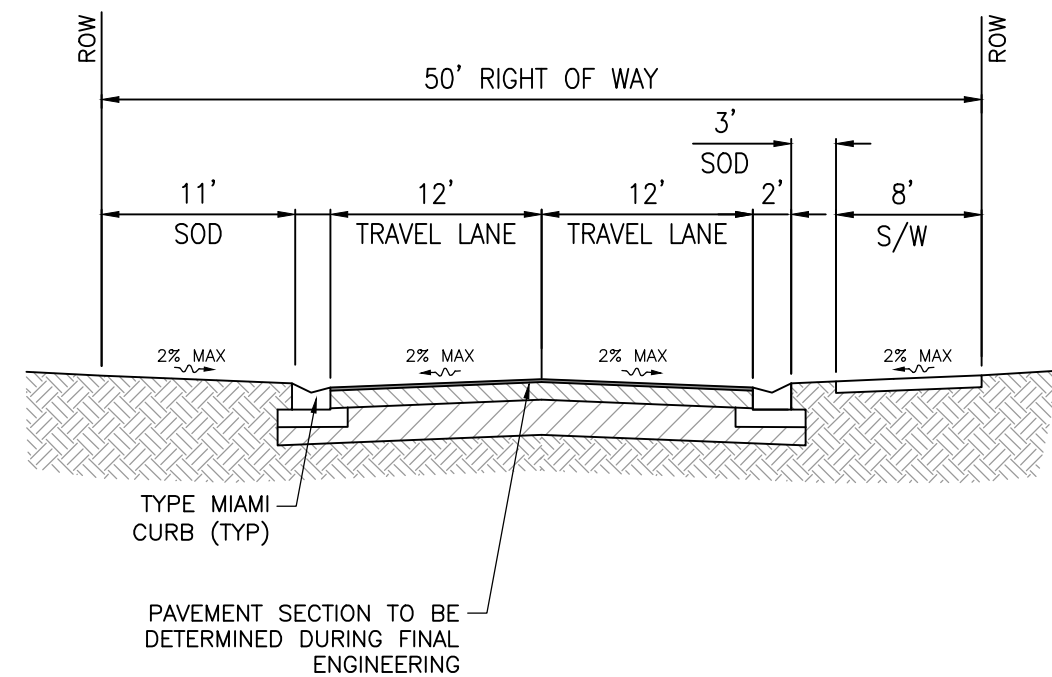 ROW
ROW
50' RIGHT OF WAY
3'
SOD
11'
12'
12'
2'
8'
SOD
TRAVEL LANE
TRAVEL LANE
S/W
2% MAX
2% MAX
2% MAX
2% MAX
TYPE MIAMI
CURB (TYP)
PAVEMENT SECTION TO BE
DETERMINED DURING FINAL
ENGINEERING